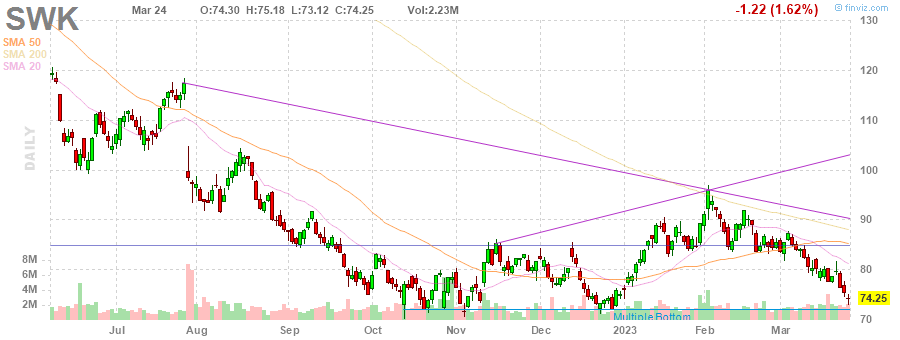 SWK
Mar 24 O:74.30 H:75.18 L:73.12 C:74.25 Vol:2.23M -1.22 (1.62%)
© finviz.com
SMA 50
SMA 200
SMA 20
DAILY
130
120
110
100
90
80
70
74.25
8M
6M
4M
2M
Multiple Bottom
Jul Aug Sep Oct Nov Dec 2023 Feb Mar